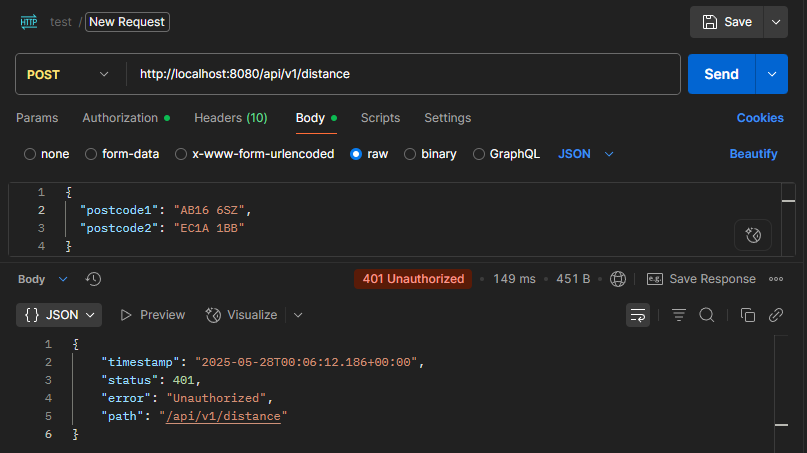 HTTP test / New Request Save
POST http://localhost:8080/api/v1/distance Send
Params Authorization Headers (10) Body Scripts Settings Cookies
none form-data x-www-form-urlencoded raw binary GraphQL JSON Beautify
1 {
2 "postcode1": "AB16 6SZ",
3 "postcode2": "EC1A 1BB"
4 }
Body 401 Unauthorized • 149 ms • 451 B • e.g. Save Response
{} JSON Preview Visualize
1 {
2 "timestamp": "2025-05-28T00:06:12.186+00:00",
3 "status": 401,
4 "error": "Unauthorized",
5 "path": "/api/v1/distance"
6 }